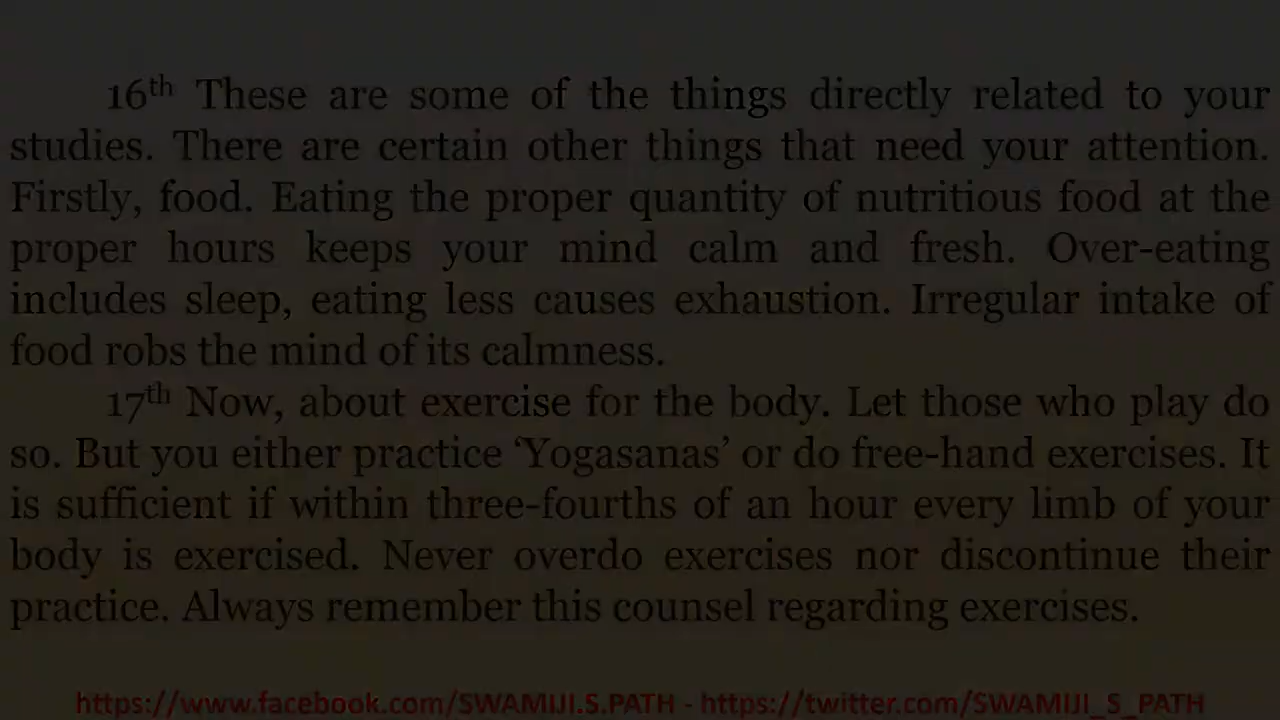 16th These are some of the things directly related to your
studies. There are certain other things that need your attention.
Firstly, food. Eating the proper quantity of nutritious food at the
proper hours keeps your mind calm and fresh. Over-eating
includes sleep, eating less causes exhaustion. Irregular intake of
food robs the mind of its calmness.
17th Now, about exercise for the body. Let those who play do
so. But you either practice ‘Yogasanas’ or do free-hand exercises. It
is sufficient if within three-fourths of an hour every limb of your
body is exercised. Never overdo exercises nor discontinue their
practice. Always remember this counsel regarding exercises.
https://www.facebook.com/SWAMIJI.S.PATH - https://twitter.com/SWAMIJI_S_PATH